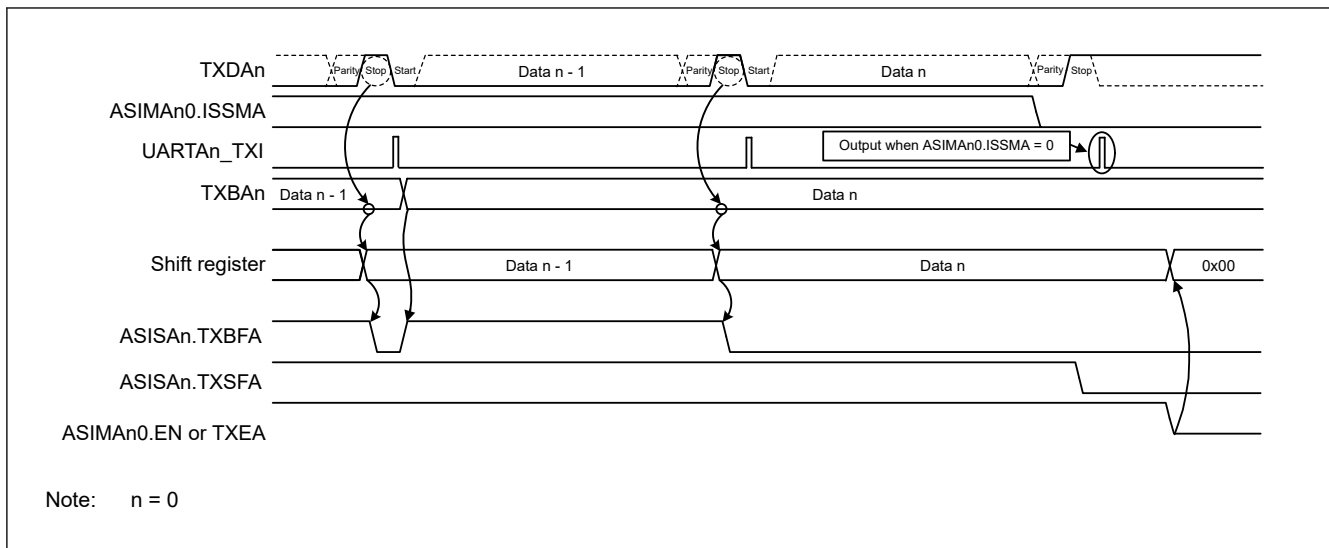 TXDAn Parity Stop Start Data n - 1 Parity Stop Start Data n Parity Stop
ASIMAn0.ISSMA
UARTAn_TXI Output when ASIMAn0.ISSMA = 0
TXBAn Data n - 1 Data n
Shift register Data n - 1 Data n 0x00
ASISAn.TXBFA
ASISAn.TXSFA
ASIMAn0.EN or TXEA
Note: n = 0